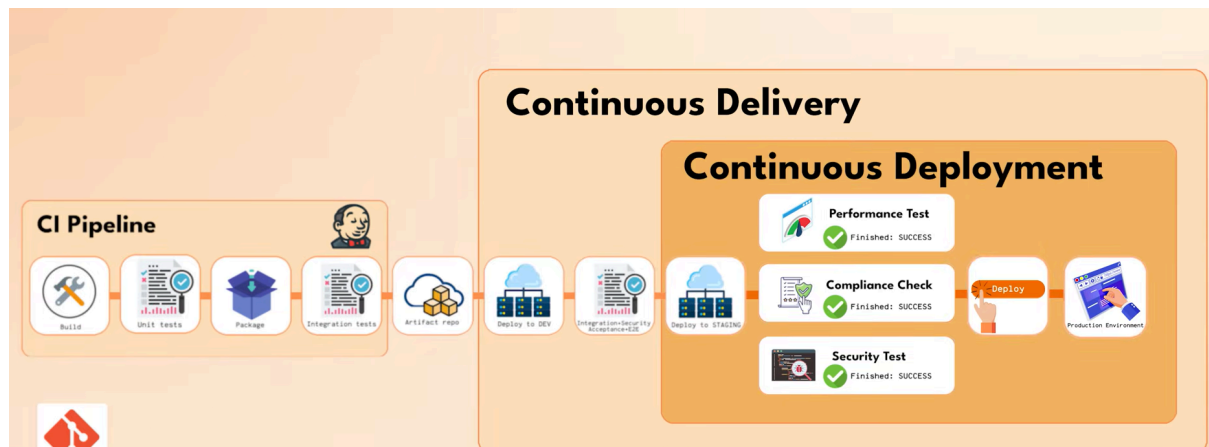 Continuous Delivery
Continuous Deployment
CI Pipeline
Performance Test
Finished: SUCCESS
Compliance Check
Finished: SUCCESS
Security Test
Finished: SUCCESS
Build
Unit tests
Package
Integration tests
Artifact repo
Deploy to DEV
Integration+Security
Acceptance+E2E
Deploy to STAGING
Deploy
Production Environment